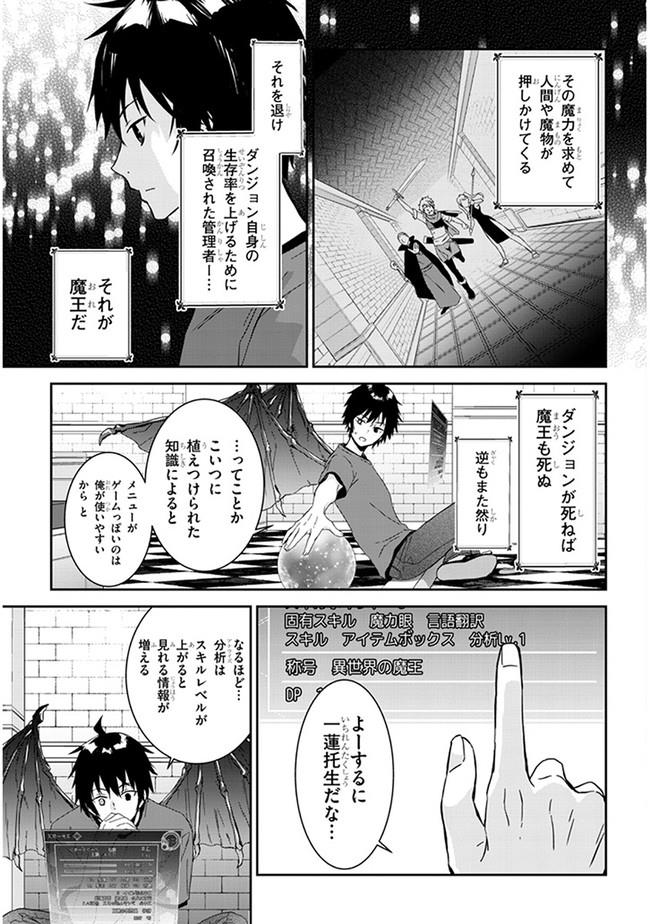 その魔力を求めて
人間や魔物が
押しかけてくる
それを退け
ダンジョン自身の
生存率を上げるために
召喚された管理者ー…
それが
魔王だ
ダンジョンが死ねば
魔王も死ぬ
逆もまた然り
…ってことか
こいつに
植えつけられた
知識によると
メニューが
ゲームっぽいのは
俺が使いやすい
からと
固有スキル 魔力眼 言語翻訳
スキル アイテムボックス 分析Lv.1
称号 異世界の魔王
DP
よーするに
一蓮托生だな…
なるほど…
分析は
スキルレベルが
上がると
見れる情報が
増える